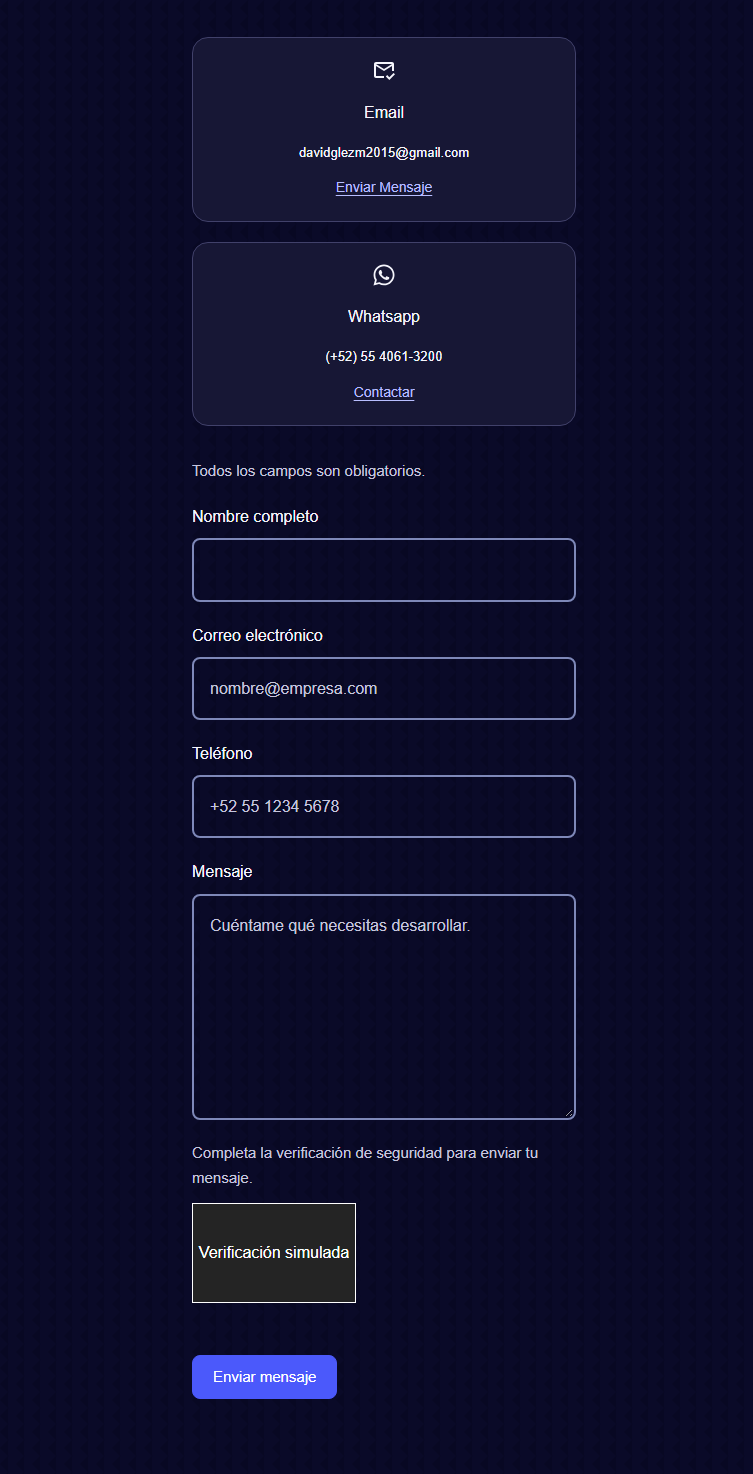 Email
davidglezm2015@gmail.com
Enviar Mensaje
Whatsapp
(+52) 55 4061-3200
Contactar
Todos los campos son obligatorios.
Nombre completo
Correo electrónico
nombre@empresa.com
Teléfono
+52 55 1234 5678
Mensaje
Cuéntame qué necesitas desarrollar.
Completa la verificación de seguridad para enviar tu
mensaje.
Verificación simulada
Enviar mensaje